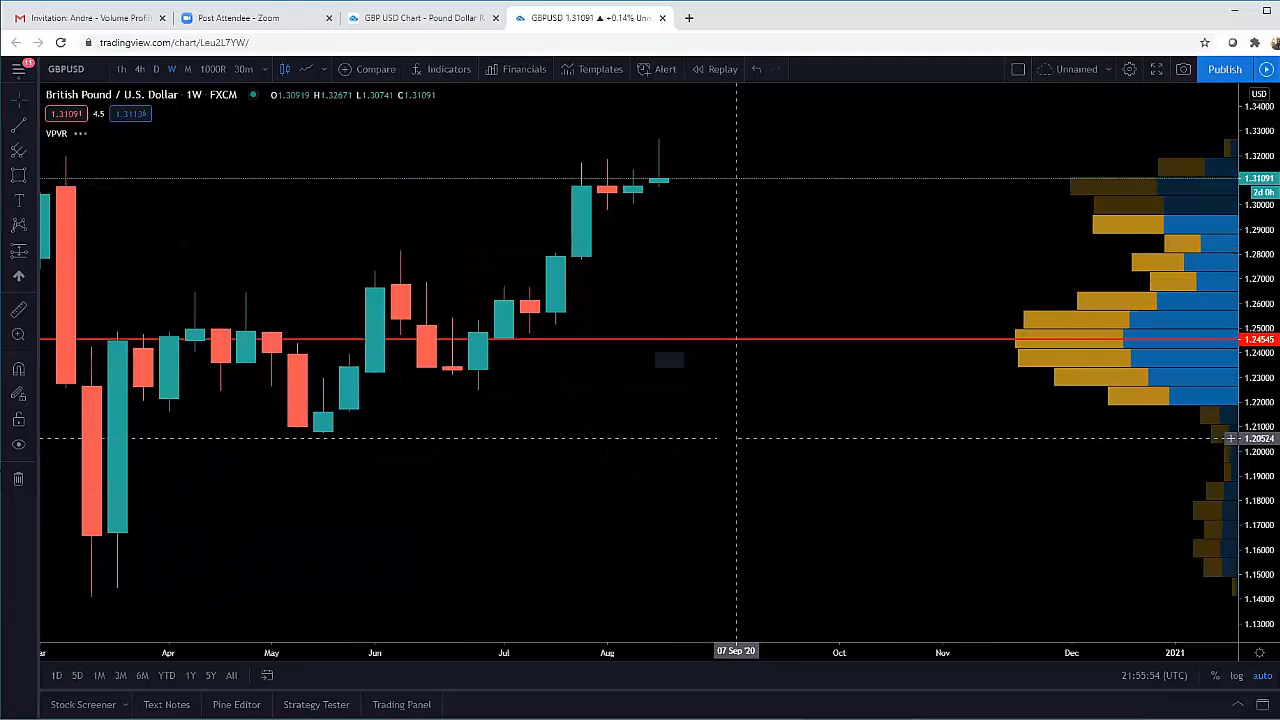 Invitation: Andre - Volume Profil
Post Attendee - Zoom
GBP USD Chart - Pound Dollar R
GBPUSD 1.31091 ▲ +0.14% Unn
tradingview.com/chart/Leu2L7YW/
11
GBPUSD 1h 4h D W M 1000R 30m Compare Indicators Financials Templates Alert Replay Unnamed Publish
British Pound / U.S. Dollar · 1W · FXCM O1.30919 H1.32671 L1.30741 C1.31091
USD
1.31091 4.5 1.31136
VPVR
1.34000
1.33000
1.32000
1.31091
2d 0h
1.30000
1.29000
1.28000
1.27000
1.26000
1.25000
1.24545
1.24000
1.23000
1.22000
1.21000
1.20524
1.20000
1.19000
1.18000
1.17000
1.16000
1.15000
1.14000
1.13000
ar Apr May Jun Jul Aug 07 Sep '20 Oct Nov Dec 2021
1D 5D 1M 3M 6M YTD 1Y 5Y All 21:55:54 (UTC) % log auto
Stock Screener Text Notes Pine Editor Strategy Tester Trading Panel